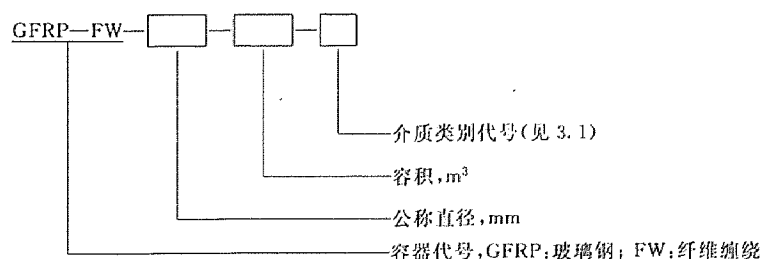 GFRP—FW—□—□—□
介质类别代号(见 3.1)
容积,m³
公称直径,mm
容器代号,GFRP:玻璃钢; FW:纤维缠绕